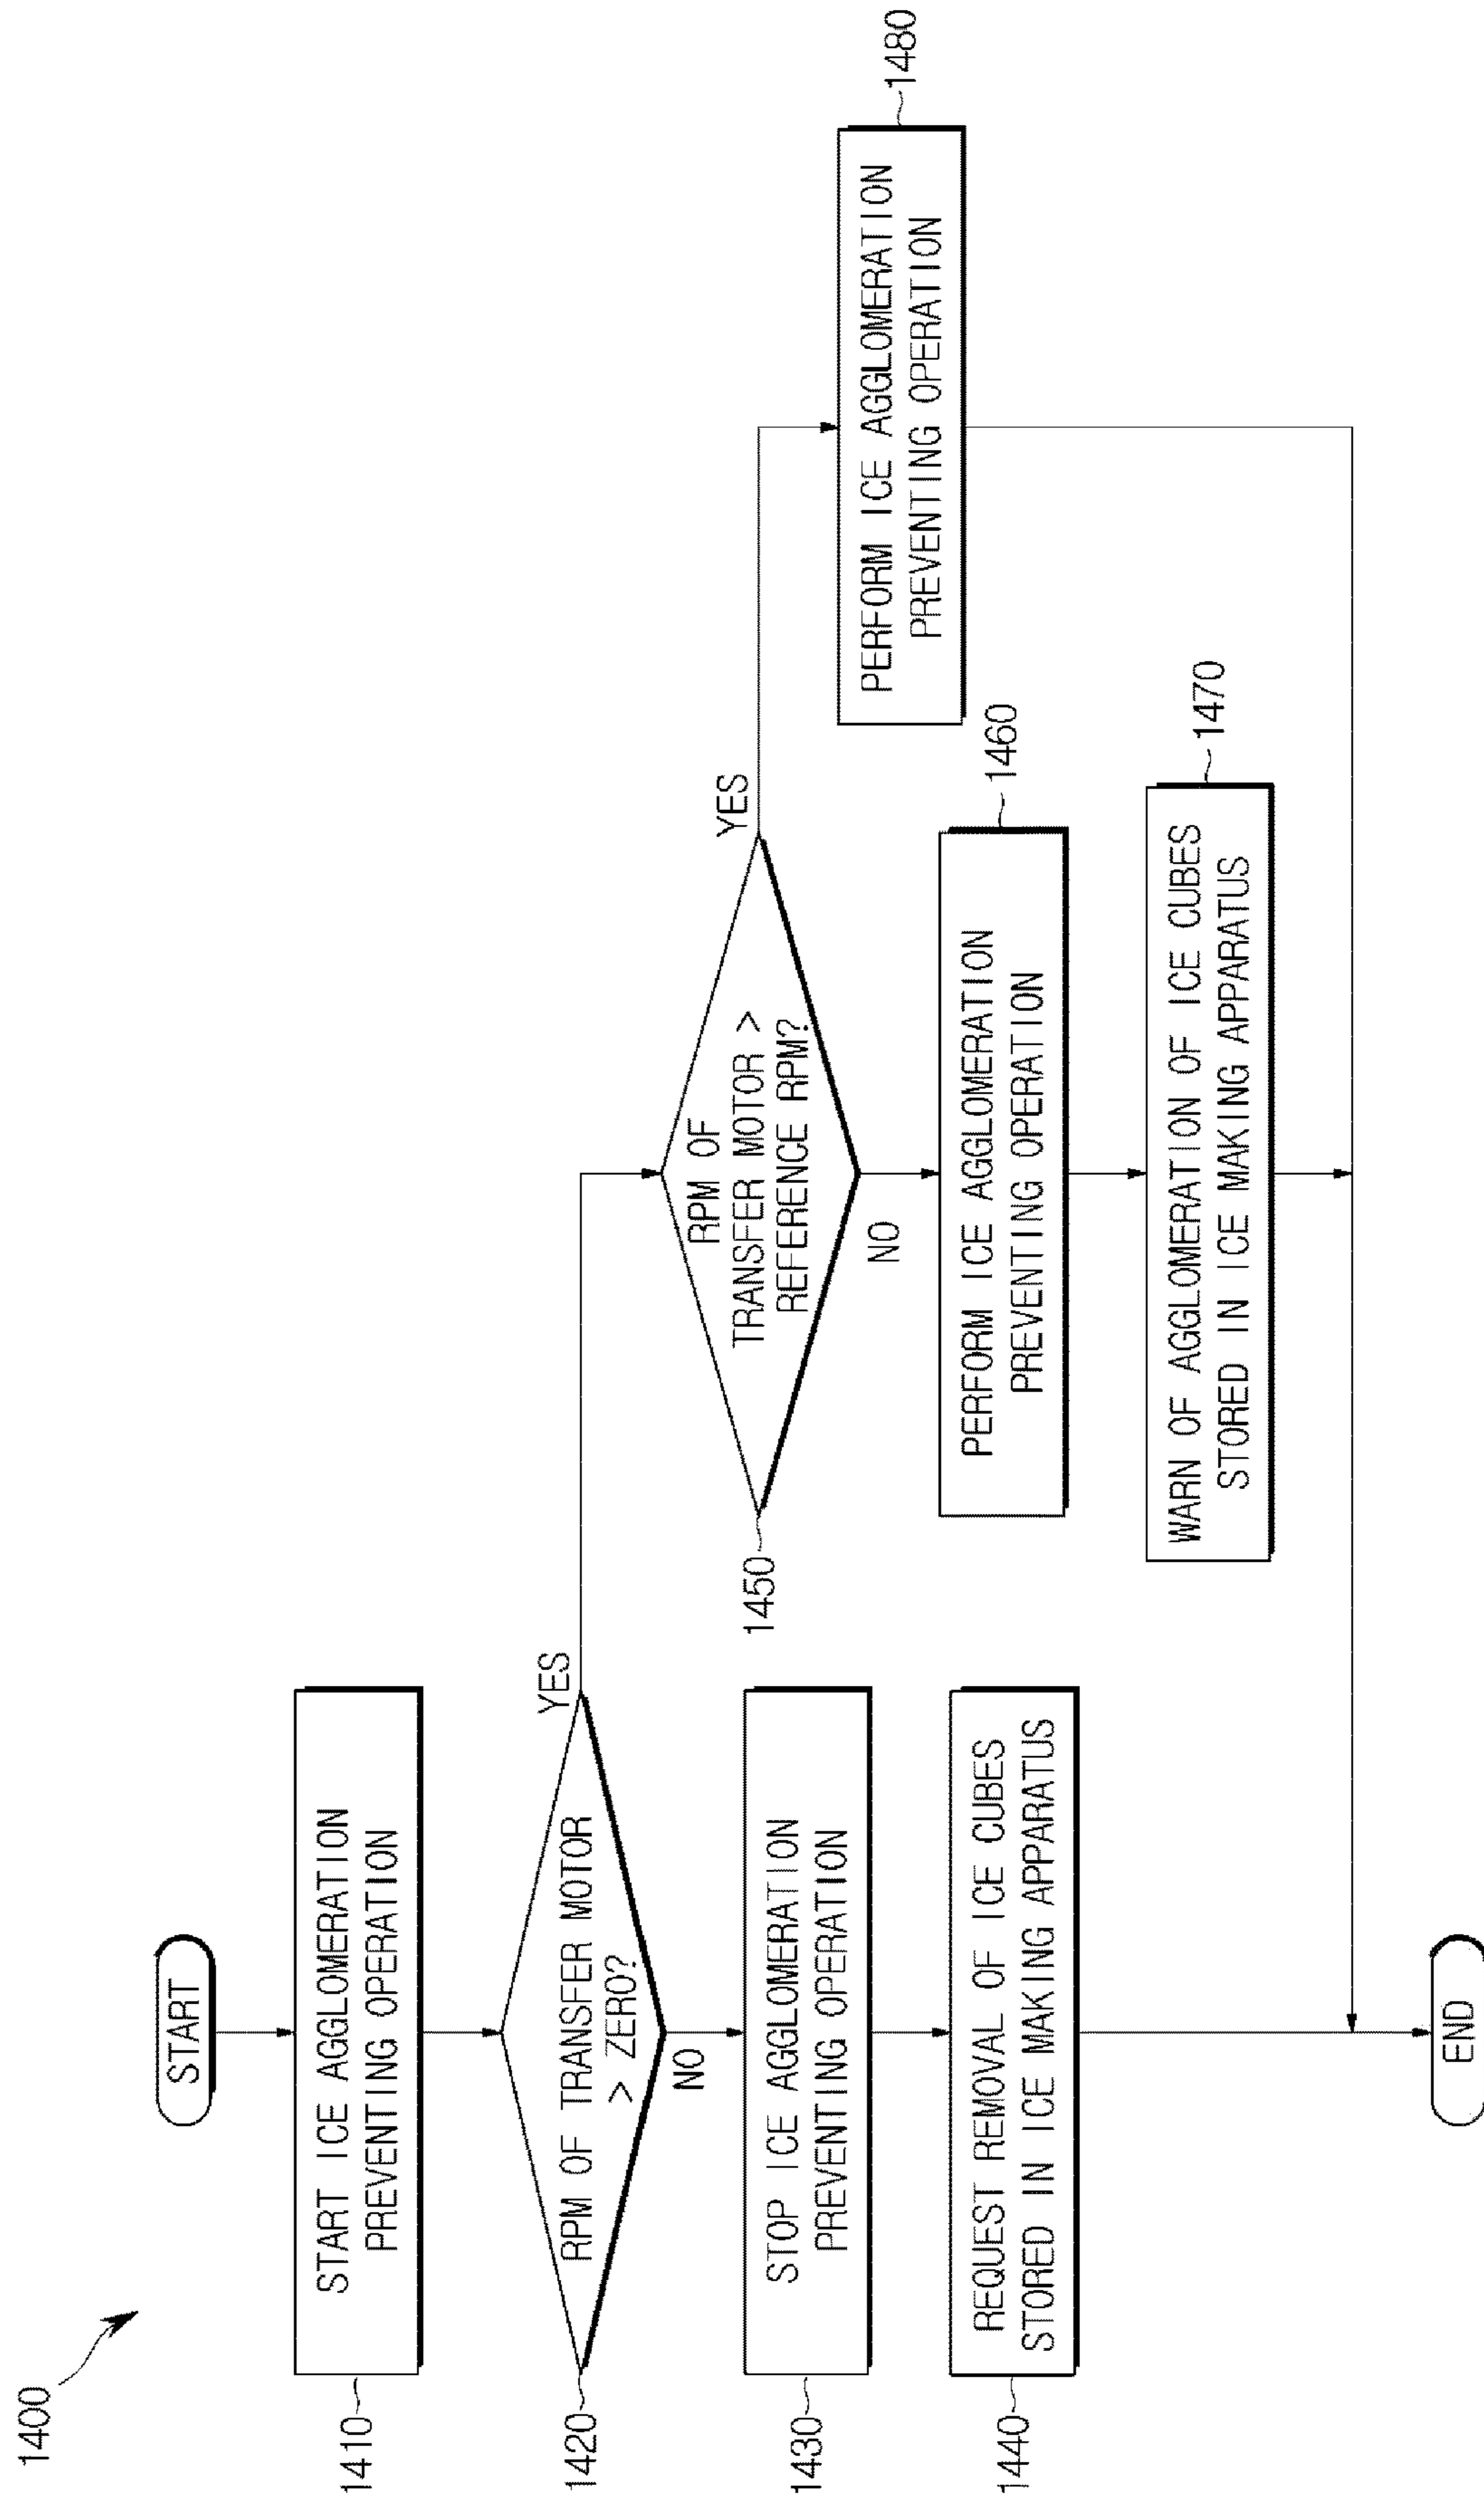 1400
START
1410
START ICE AGGLOMERATION
PREVENTING OPERATION
1420
RPM OF TRANSFER MOTOR
> ZERO?
YES
NO
1430
STOP ICE AGGLOMERATION
PREVENTING OPERATION
1440
REQUEST REMOVAL OF ICE CUBES
STORED IN ICE MAKING APPARATUS
1450
RPM OF
TRANSFER MOTOR >
REFERENCE RPM?
YES
NO
1460
PERFORM ICE AGGLOMERATION
PREVENTING OPERATION
1470
WARN OF AGGLOMERATION OF ICE CUBES
STORED IN ICE MAKING APPARATUS
1480
PERFORM ICE AGGLOMERATION
PREVENTING OPERATION
END